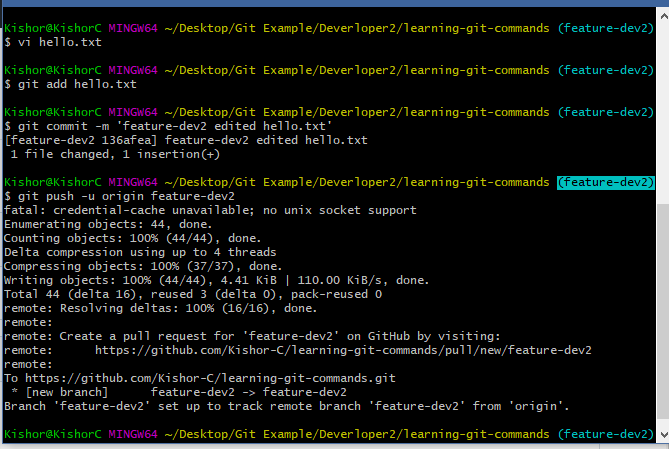 Kishor@KishorC MINGW64 ~/Desktop/Git Example/Deverloper2/learning-git-commands (feature-dev2)
$ vi hello.txt
Kishor@KishorC MINGW64 ~/Desktop/Git Example/Deverloper2/learning-git-commands (feature-dev2)
$ git add hello.txt
Kishor@KishorC MINGW64 ~/Desktop/Git Example/Deverloper2/learning-git-commands (feature-dev2)
$ git commit -m 'feature-dev2 edited hello.txt'
[feature-dev2 136afea] feature-dev2 edited hello.txt
 1 file changed, 1 insertion(+)
Kishor@KishorC MINGW64 ~/Desktop/Git Example/Deverloper2/learning-git-commands (feature-dev2)
$ git push -u origin feature-dev2
fatal: credential-cache unavailable; no unix socket support
Enumerating objects: 44, done.
Counting objects: 100% (44/44), done.
Delta compression using up to 4 threads
Compressing objects: 100% (37/37), done.
Writing objects: 100% (44/44), 4.41 KiB | 110.00 KiB/s, done.
Total 44 (delta 16), reused 3 (delta 0), pack-reused 0
remote: Resolving deltas: 100% (16/16), done.
remote:
remote: Create a pull request for 'feature-dev2' on GitHub by visiting:
remote:      https://github.com/Kishor-C/learning-git-commands/pull/new/feature-dev2
remote:
To https://github.com/Kishor-C/learning-git-commands.git
 * [new branch]      feature-dev2 -> feature-dev2
Branch 'feature-dev2' set up to track remote branch 'feature-dev2' from 'origin'.
Kishor@KishorC MINGW64 ~/Desktop/Git Example/Deverloper2/learning-git-commands (feature-dev2)